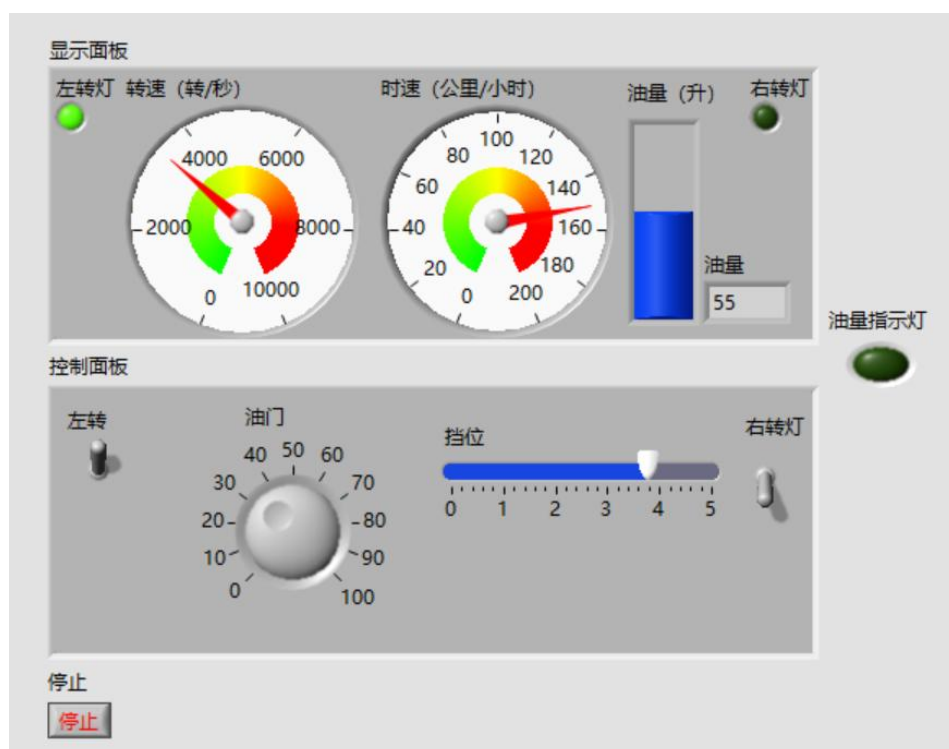 显示面板
左转灯 转速（转/秒） 时速（公里/小时） 油量（升） 右转灯
0 2000 4000 6000 8000 10000
0 20 40 60 80 100 120 140 160 180 200
油量
55
油量指示灯
控制面板
左转 油门 挡位 右转灯
0 10 20 30 40 50 60 70 80 90 100
0 1 2 3 4 5
停止
停止